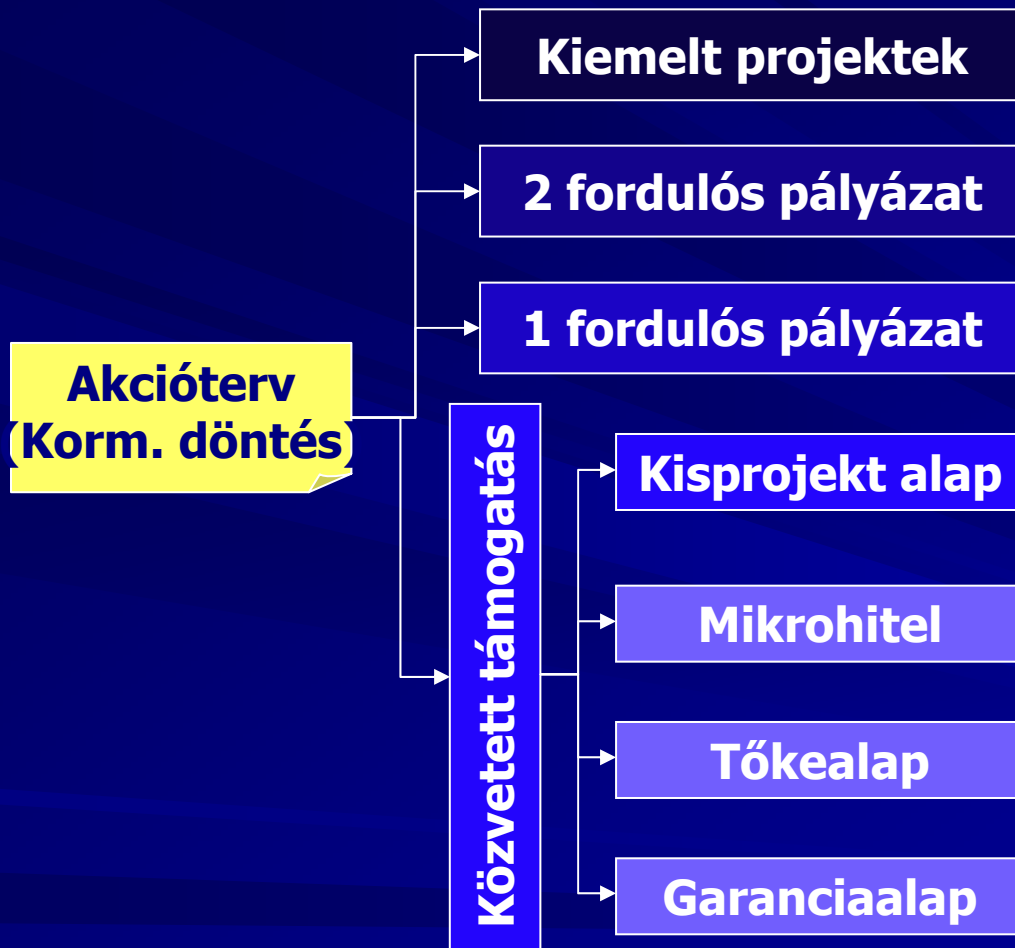 Kiemelt projektek
2 fordulós pályázat
1 fordulós pályázat
Akcióterv
(Korm. döntés)
Közvetett támogatás
Kisprojekt alap
Mikrohitel
Tőkealap
Garanciaalap